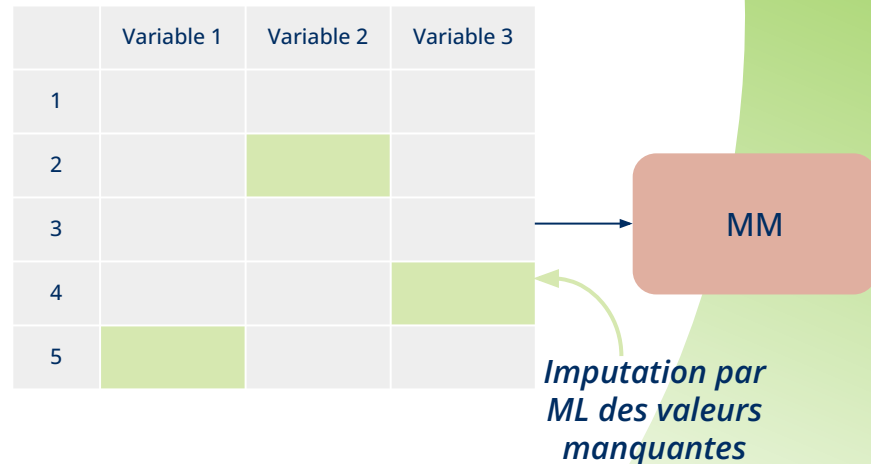 Variable 1 Variable 2 Variable 3
1
2
3
4
5
MM
Imputation par
ML des valeurs
manquantes